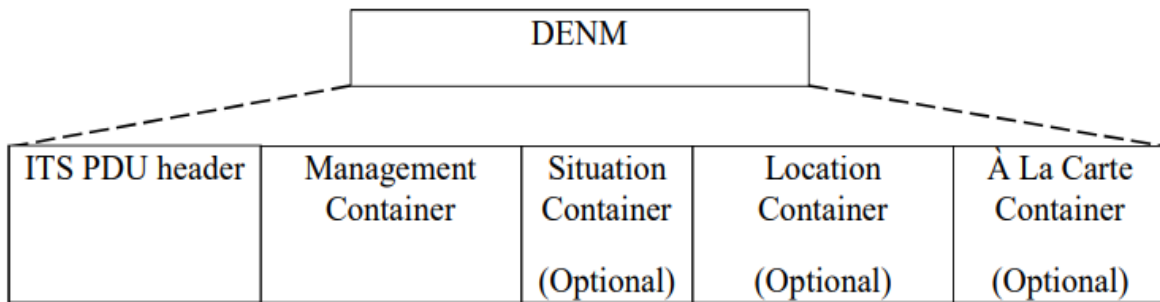 DENM
ITS PDU header
Management
Container
Situation
Container
(Optional)
Location
Container
(Optional)
À La Carte
Container
(Optional)